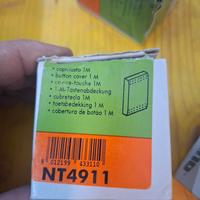 • copritasto 1M
• button cover 1 M
• cache-touche 1M
• 1-M-Tastenabdeckung
• cubretecla 1M
• toetsbedekking 1 M
• cobertura de botão 1 M
8 012199 433110
NT4911